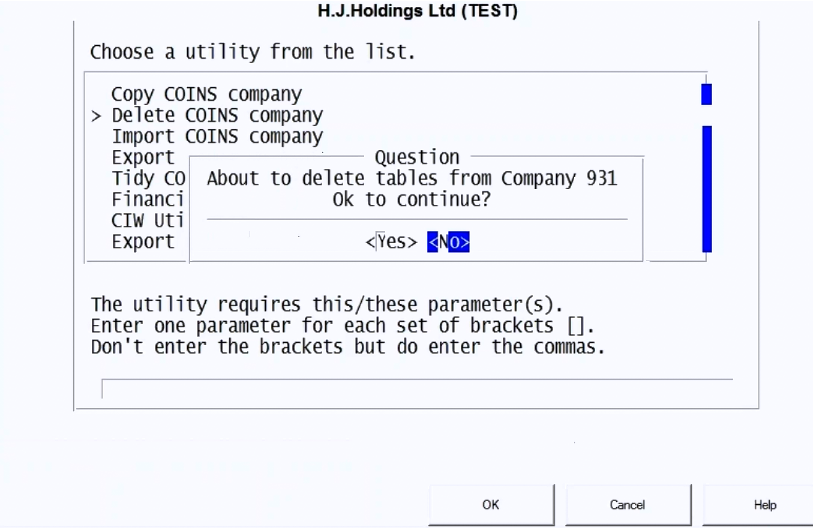 H.J.Holdings Ltd (TEST)
Choose a utility from the list.
Copy COINS company
> Delete COINS company
Import COINS company
Export
Question
Tidy CO
About to delete tables from Company 931
Financi
Ok to continue?
CIW Uti
Export
<Yes> <No>
The utility requires this/these parameter(s).
Enter one parameter for each set of brackets [].
Don't enter the brackets but do enter the commas.
OK
Cancel
Help